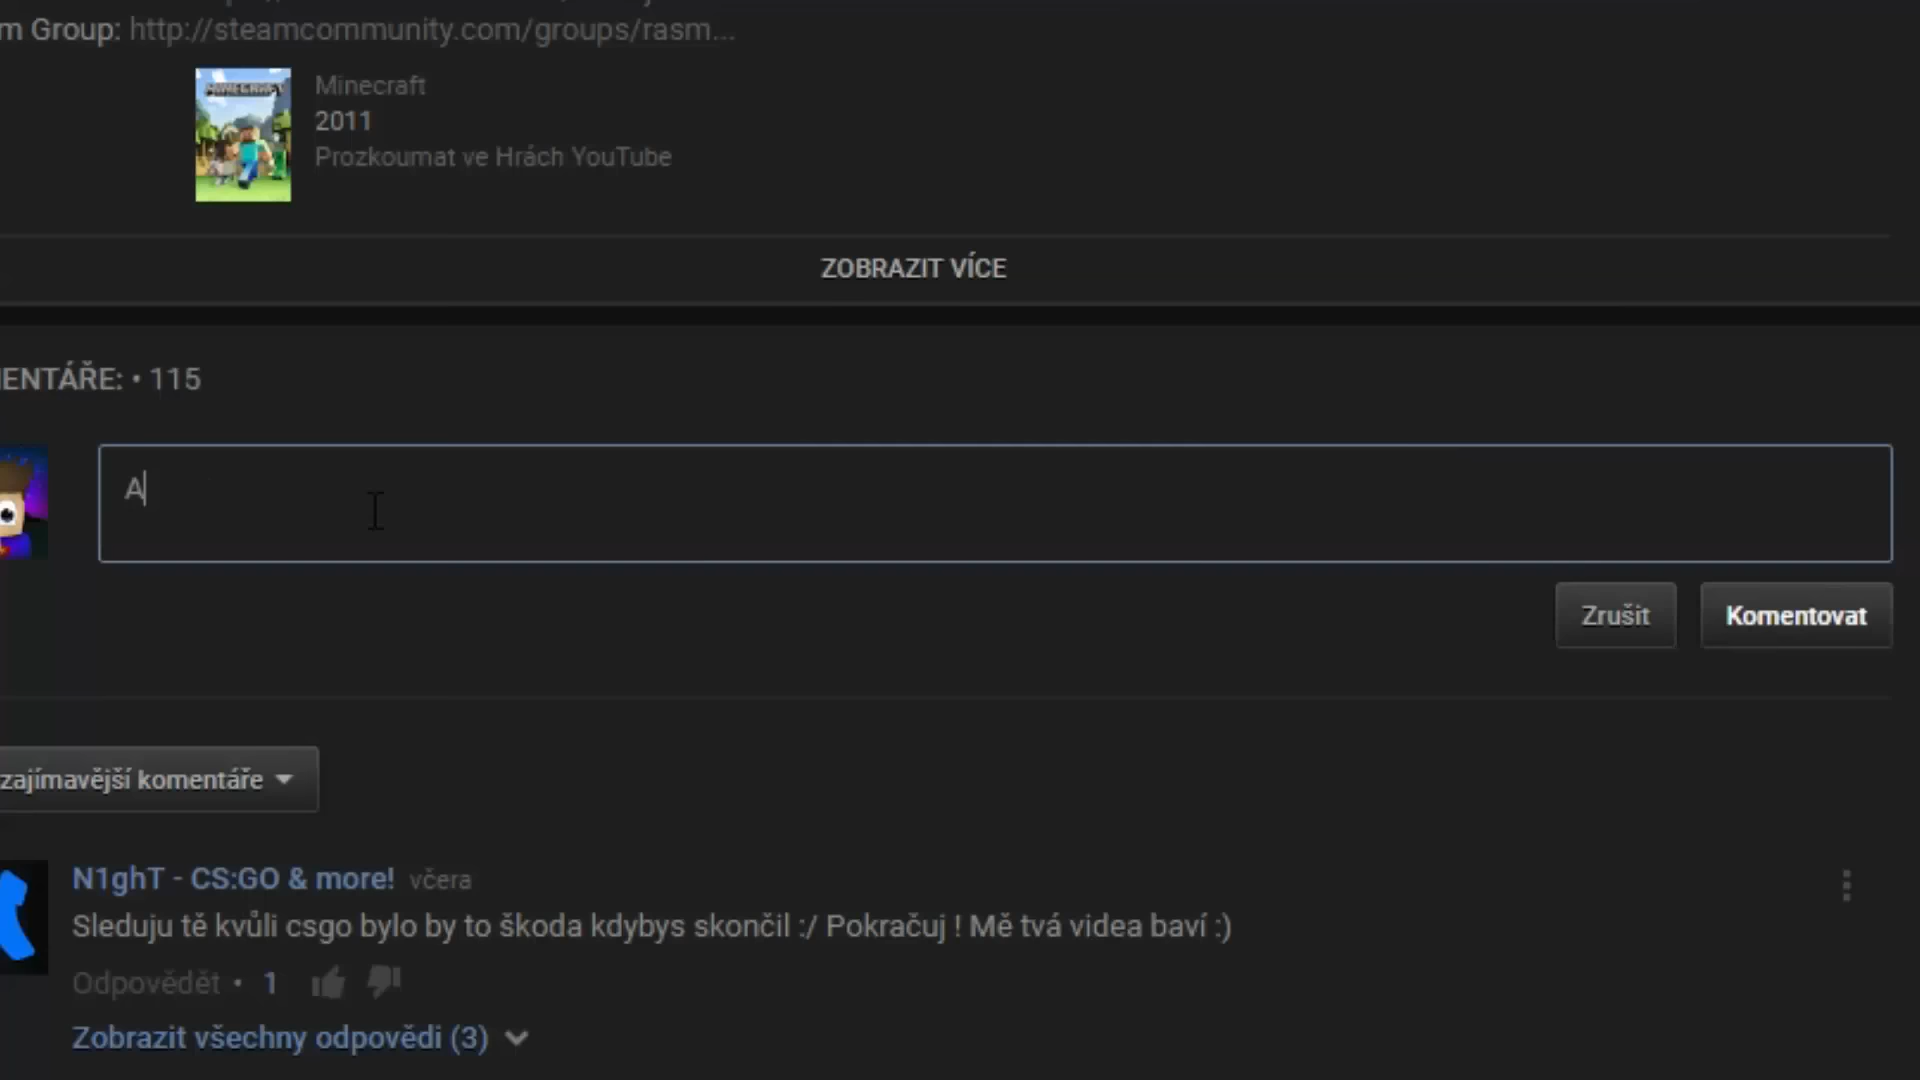 m Group: http://steamcommunity.com/groups/rasm...
MINECRAFT
Minecraft
2011
Prozkoumat ve Hrách YouTube
ZOBRAZIT VÍCE
ENTÁŘE: • 115
A
Zrušit
Komentovat
zajímavější komentáře
N1ghT - CS:GO & more! včera
Sleduju tě kvůli csgo bylo by to škoda kdybys skončil :/ Pokračuj ! Mě tvá videa baví :)
Odpovědět • 1
Zobrazit všechny odpovědi (3)